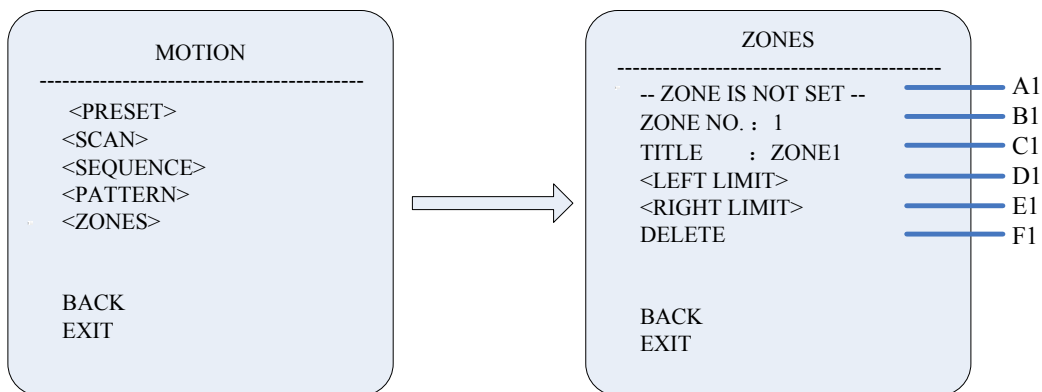 MOTION
-------------------------------------------
<PRESET>
<SCAN>
<SEQUENCE>
<PATTERN>
<ZONES>
BACK
EXIT
ZONES
-------------------------------------------
-- ZONE IS NOT SET --
ZONE NO. : 1
TITLE : ZONE1
<LEFT LIMIT>
<RIGHT LIMIT>
DELETE
BACK
EXIT
A1
B1
C1
D1
E1
F1